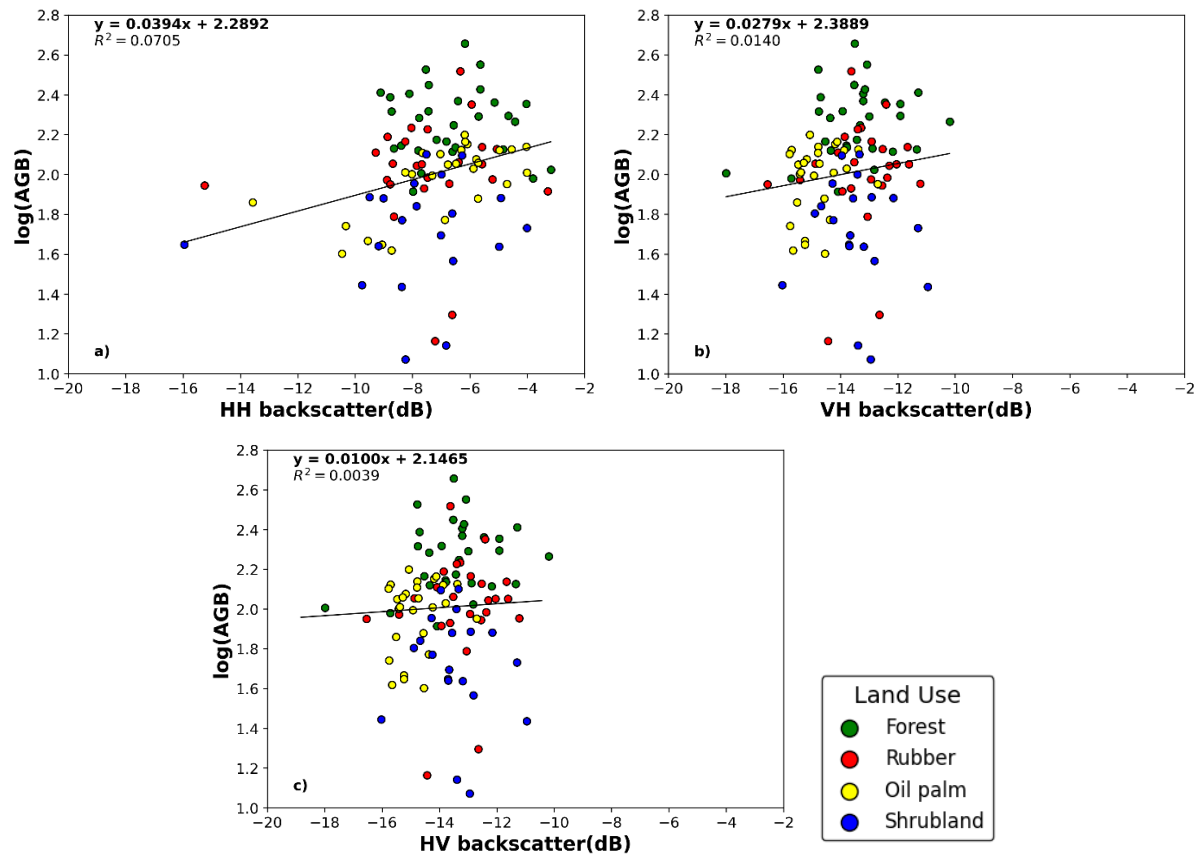 y = 0.0394x + 2.2892
R² = 0.0705
2.8
2.6
2.4
2.2
2.0
1.8
1.6
1.4
1.2
1.0
log(AGB)
a)
−20 −18 −16 −14 −12 −10 −8 −6 −4 −2
HH backscatter(dB)
y = 0.0279x + 2.3889
R² = 0.0140
2.8
2.6
2.4
2.2
2.0
1.8
1.6
1.4
1.2
1.0
log(AGB)
b)
−20 −18 −16 −14 −12 −10 −8 −6 −4 −2
VH backscatter(dB)
y = 0.0100x + 2.1465
R² = 0.0039
2.8
2.6
2.4
2.2
2.0
1.8
1.6
1.4
1.2
1.0
log(AGB)
c)
−20 −18 −16 −14 −12 −10 −8 −6 −4 −2
HV backscatter(dB)
Land Use
Forest
Rubber
Oil palm
Shrubland